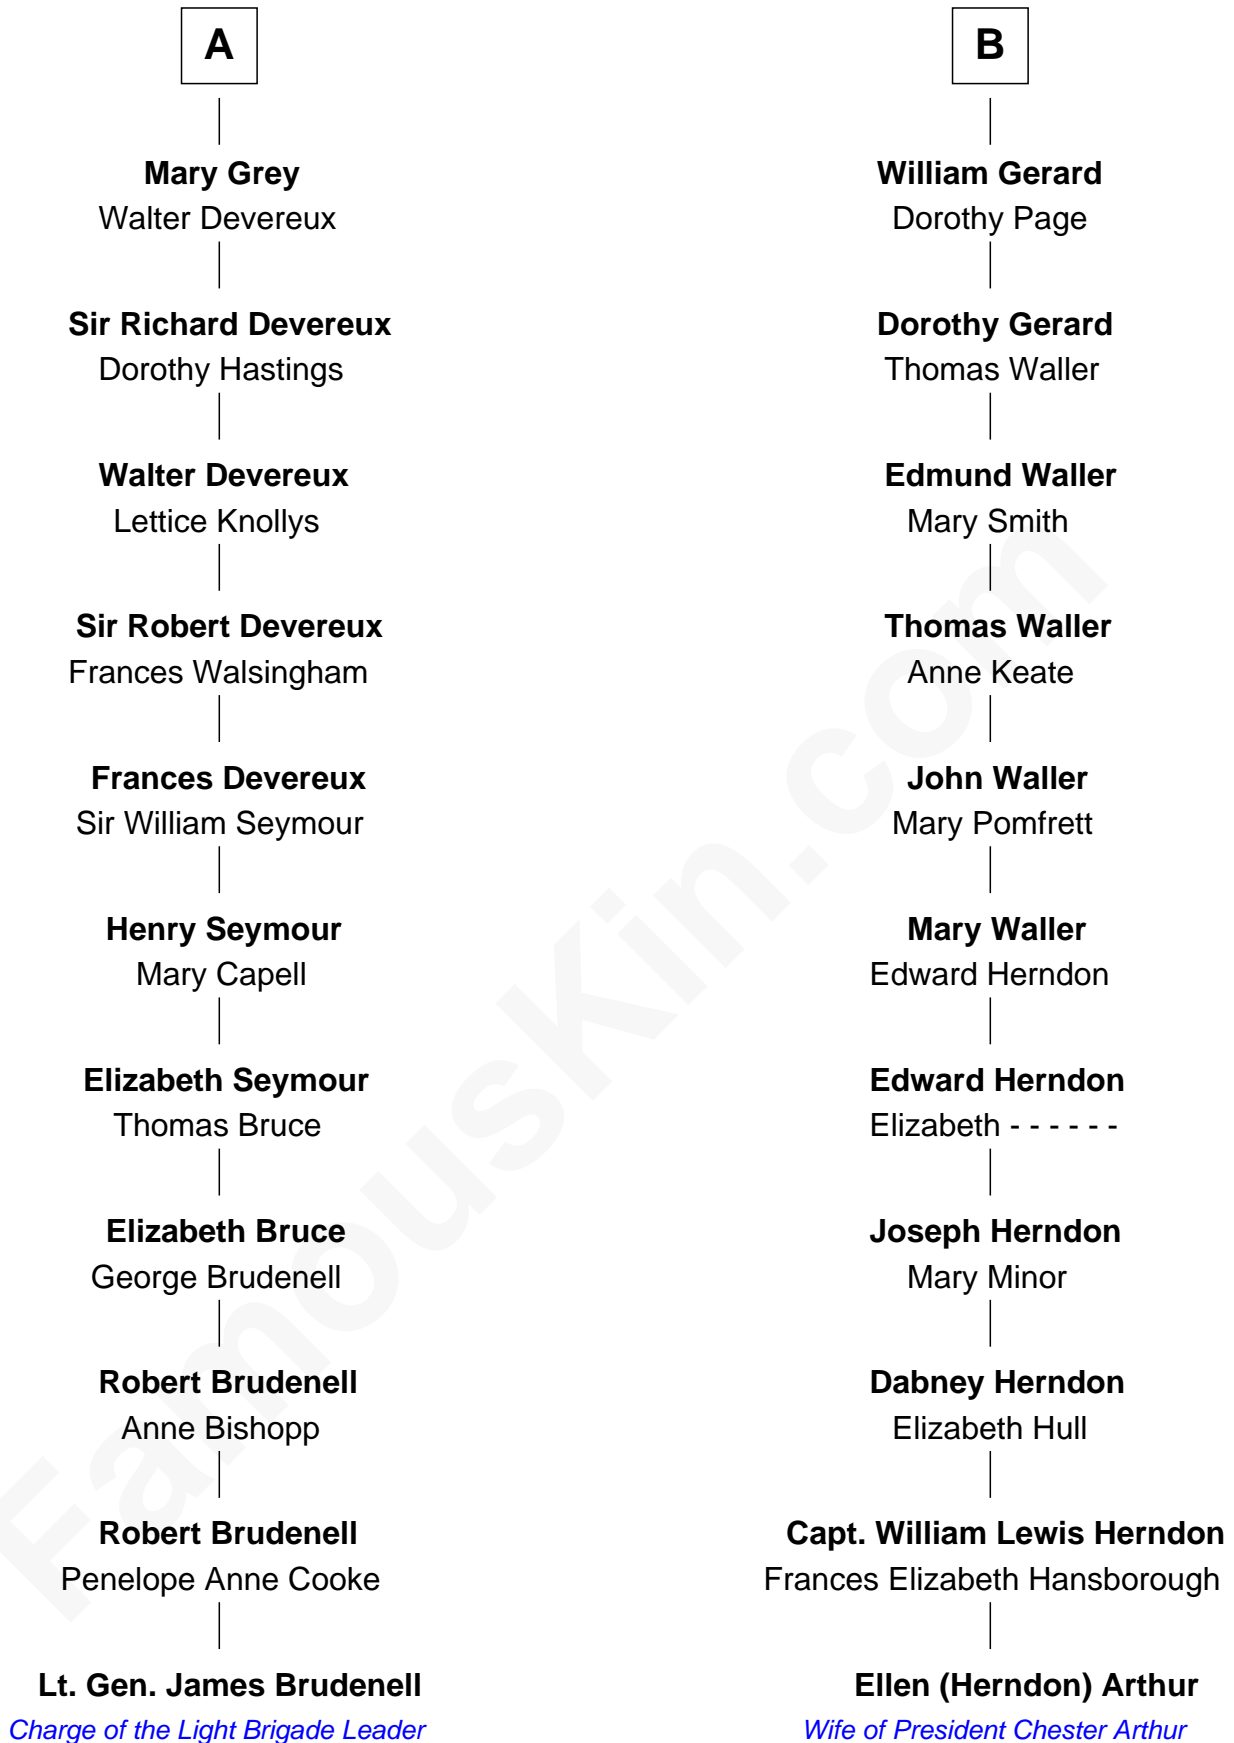 A
Mary Grey
Walter Devereux
Sir Richard Devereux
Dorothy Hastings
Walter Devereux
Lettice Knollys
Sir Robert Devereux
Frances Walsingham
Frances Devereux
Sir William Seymour
Henry Seymour
Mary Capell
Elizabeth Seymour
Thomas Bruce
Elizabeth Bruce
George Brudenell
Robert Brudenell
Anne Bishopp
Robert Brudenell
Penelope Anne Cooke
Lt. Gen. James Brudenell
Charge of the Light Brigade Leader
B
William Gerard
Dorothy Page
Dorothy Gerard
Thomas Waller
Edmund Waller
Mary Smith
Thomas Waller
Anne Keate
John Waller
Mary Pomfrett
Mary Waller
Edward Herndon
Edward Herndon
Elizabeth - - - - - -
Joseph Herndon
Mary Minor
Dabney Herndon
Elizabeth Hull
Capt. William Lewis Herndon
Frances Elizabeth Hansborough
Ellen (Herndon) Arthur
Wife of President Chester Arthur
FamousKin.com